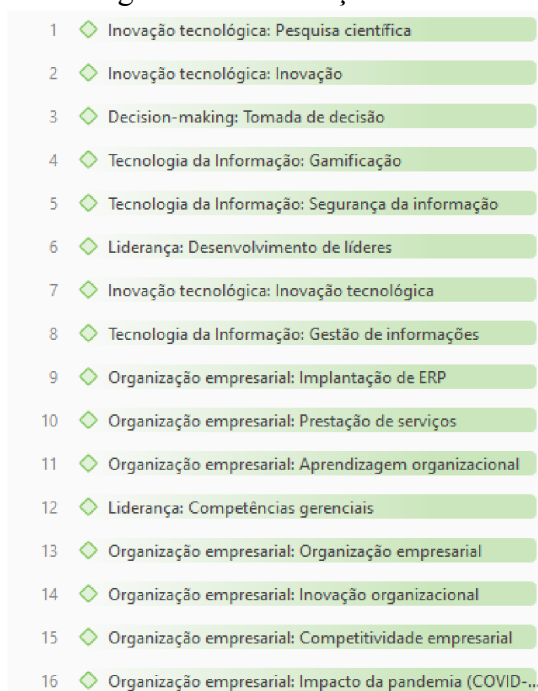 1 Inovação tecnológica: Pesquisa científica
2 Inovação tecnológica: Inovação
3 Decision-making: Tomada de decisão
4 Tecnologia da Informação: Gamificação
5 Tecnologia da Informação: Segurança da informação
6 Liderança: Desenvolvimento de líderes
7 Inovação tecnológica: Inovação tecnológica
8 Tecnologia da Informação: Gestão de informações
9 Organização empresarial: Implantação de ERP
10 Organização empresarial: Prestação de serviços
11 Organização empresarial: Aprendizagem organizacional
12 Liderança: Competências gerenciais
13 Organização empresarial: Organização empresarial
14 Organização empresarial: Inovação organizacional
15 Organização empresarial: Competitividade empresarial
16 Organização empresarial: Impacto da pandemia (COVID-...